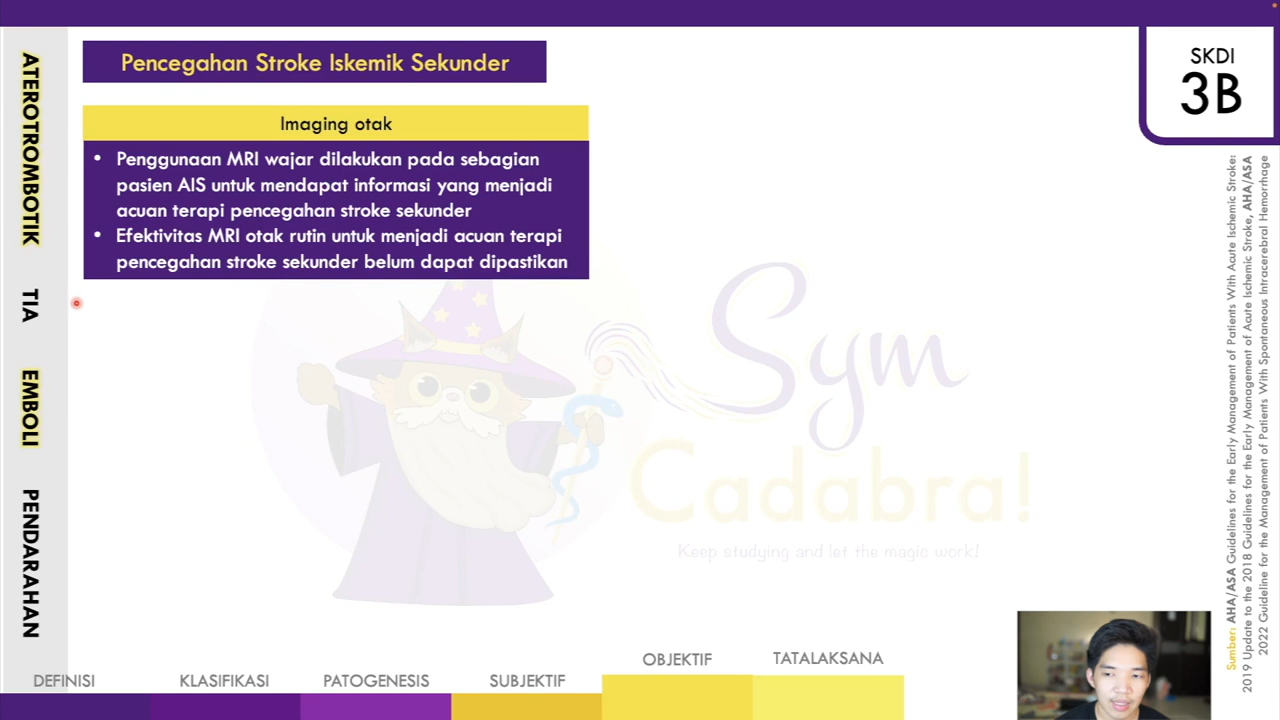 Pencegahan Stroke Iskemik Sekunder
SKDI
3B
Imaging otak
• Penggunaan MRI wajar dilakukan pada sebagian
pasien AIS untuk mendapat informasi yang menjadi
acuan terapi pencegahan stroke sekunder
• Efektivitas MRI otak rutin untuk menjadi acuan terapi
pencegahan stroke sekunder belum dapat dipastikan
ATEROTROMBOTIK
TIA
EMBOLI
PENDARAHAN
Sym
Cadabra!
Keep studying and let the magic work!
Sumber: AHA/ASA Guidelines for the Early Management of Patients With Acute Ischemic Stroke:
2019 Update to the 2018 Guidelines for the Early Management of Acute Ischemic Stroke, AHA/ASA
2022 Guideline for the Management of Patients With Spontaneous Intracerebral Hemorrhage
DEFINISI
KLASIFIKASI
PATOGENESIS
SUBJEKTIF
OBJEKTIF
TATALAKSANA